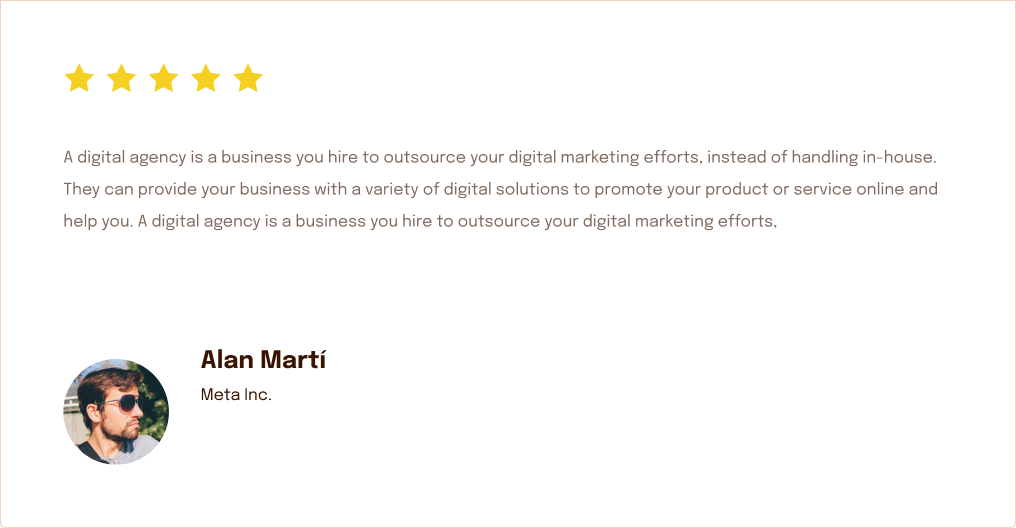 A digital agency is a business you hire to outsource your digital marketing efforts, instead of handling in-house.
They can provide your business with a variety of digital solutions to promote your product or service online and
help you. A digital agency is a business you hire to outsource your digital marketing efforts,
Alan Martí
Meta Inc.